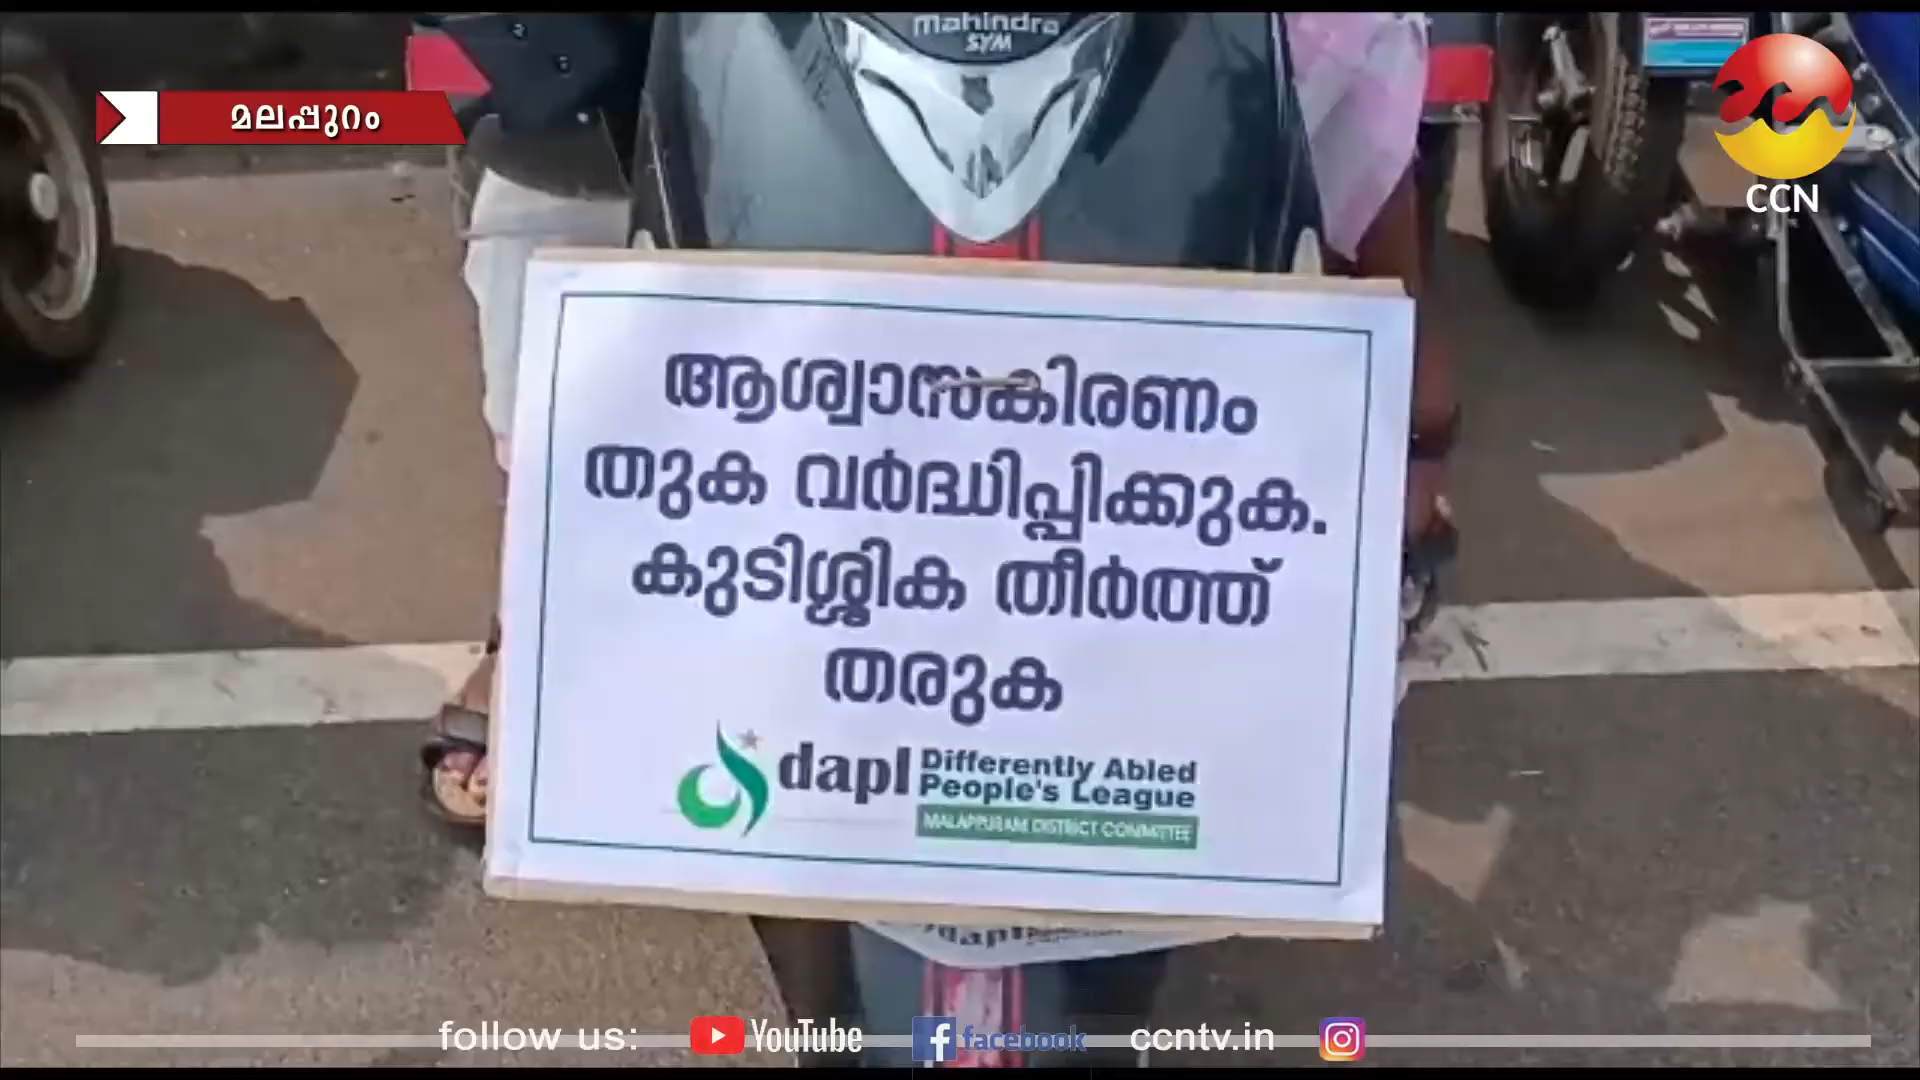 mahindra
SYM
മലപ്പുറം
CCN
ആശ്വാസകിരണം
തുക വർദ്ധിപ്പിക്കുക.
കുടിശ്ശിക തീർത്ത്
തരുക
dapl Differently Abled
People's League
MALAPPURAM DISTRICT COMMITTEE
dapl
follow us: YouTube facebook ccntv.in